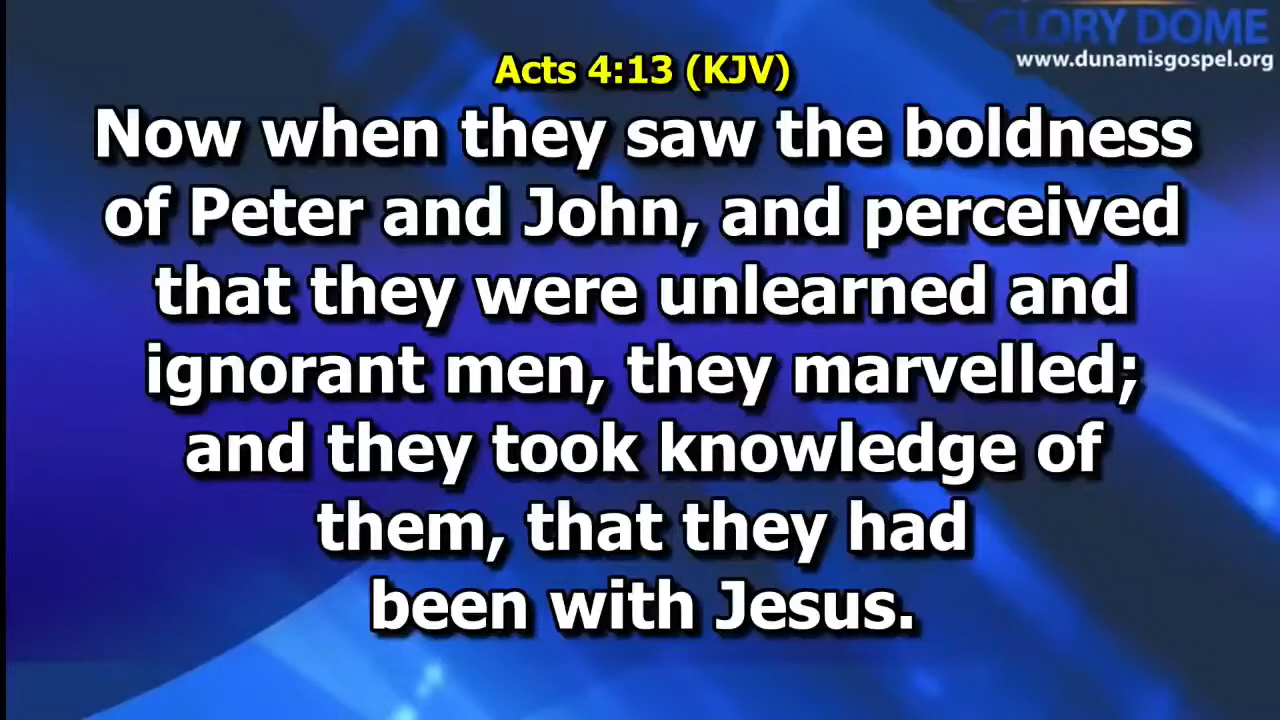 GLORY DOME
www.dunamisgospel.org
Acts 4:13 (KJV)
Now when they saw the boldness
of Peter and John, and perceived
that they were unlearned and
ignorant men, they marvelled;
and they took knowledge of
them, that they had
been with Jesus.